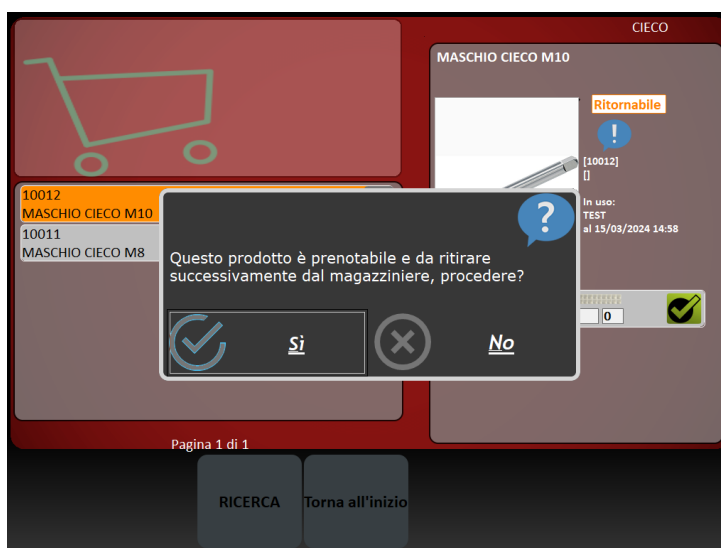 CIECO
MASCHIO CIECO M10
Ritornabile
[10012]
[]
In uso:
TEST
al 15/03/2024 14:58
0
10012
MASCHIO CIECO M10
10011
MASCHIO CIECO M8
Questo prodotto è prenotabile e da ritirare
successivamente dal magazziniere, procedere?
Sì
No
Pagina 1 di 1
RICERCA
Torna all'inizio